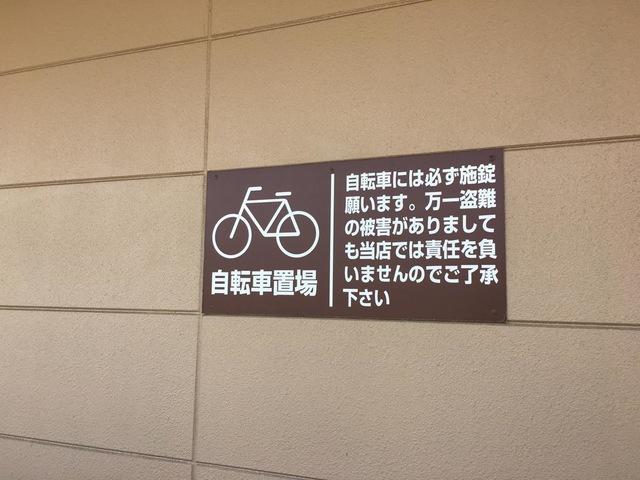 自転車置場
自転車には必ず施錠
願います。万一盗難
の被害がありまして
も当店では責任を負
いませんのでご了承
下さい